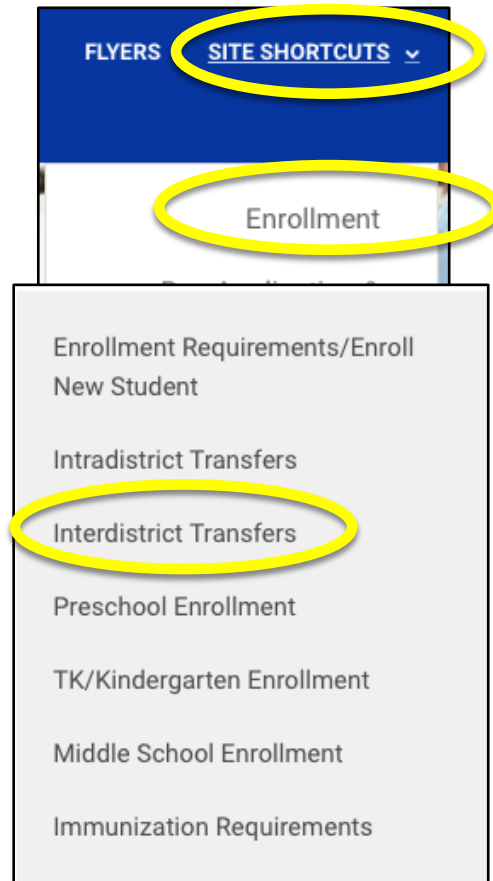 FLYERS SITE SHORTCUTS
Enrollment
Enrollment Requirements/Enroll
New Student
Intradistrict Transfers
Interdistrict Transfers
Preschool Enrollment
TK/Kindergarten Enrollment
Middle School Enrollment
Immunization Requirements